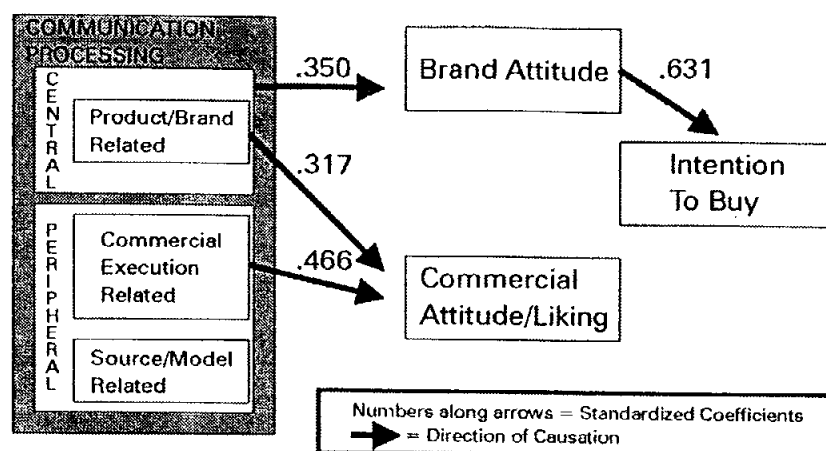 COMMUNICATION
PROCESSING
CENTRAL
Product/Brand
Related
PERIPHERAL
Commercial
Execution
Related
Source/Model
Related
.350
.317
.466
Brand Attitude
.631
Intention
To Buy
Commercial
Attitude/Liking
Numbers along arrows = Standardized Coefficients
= Direction of Causation